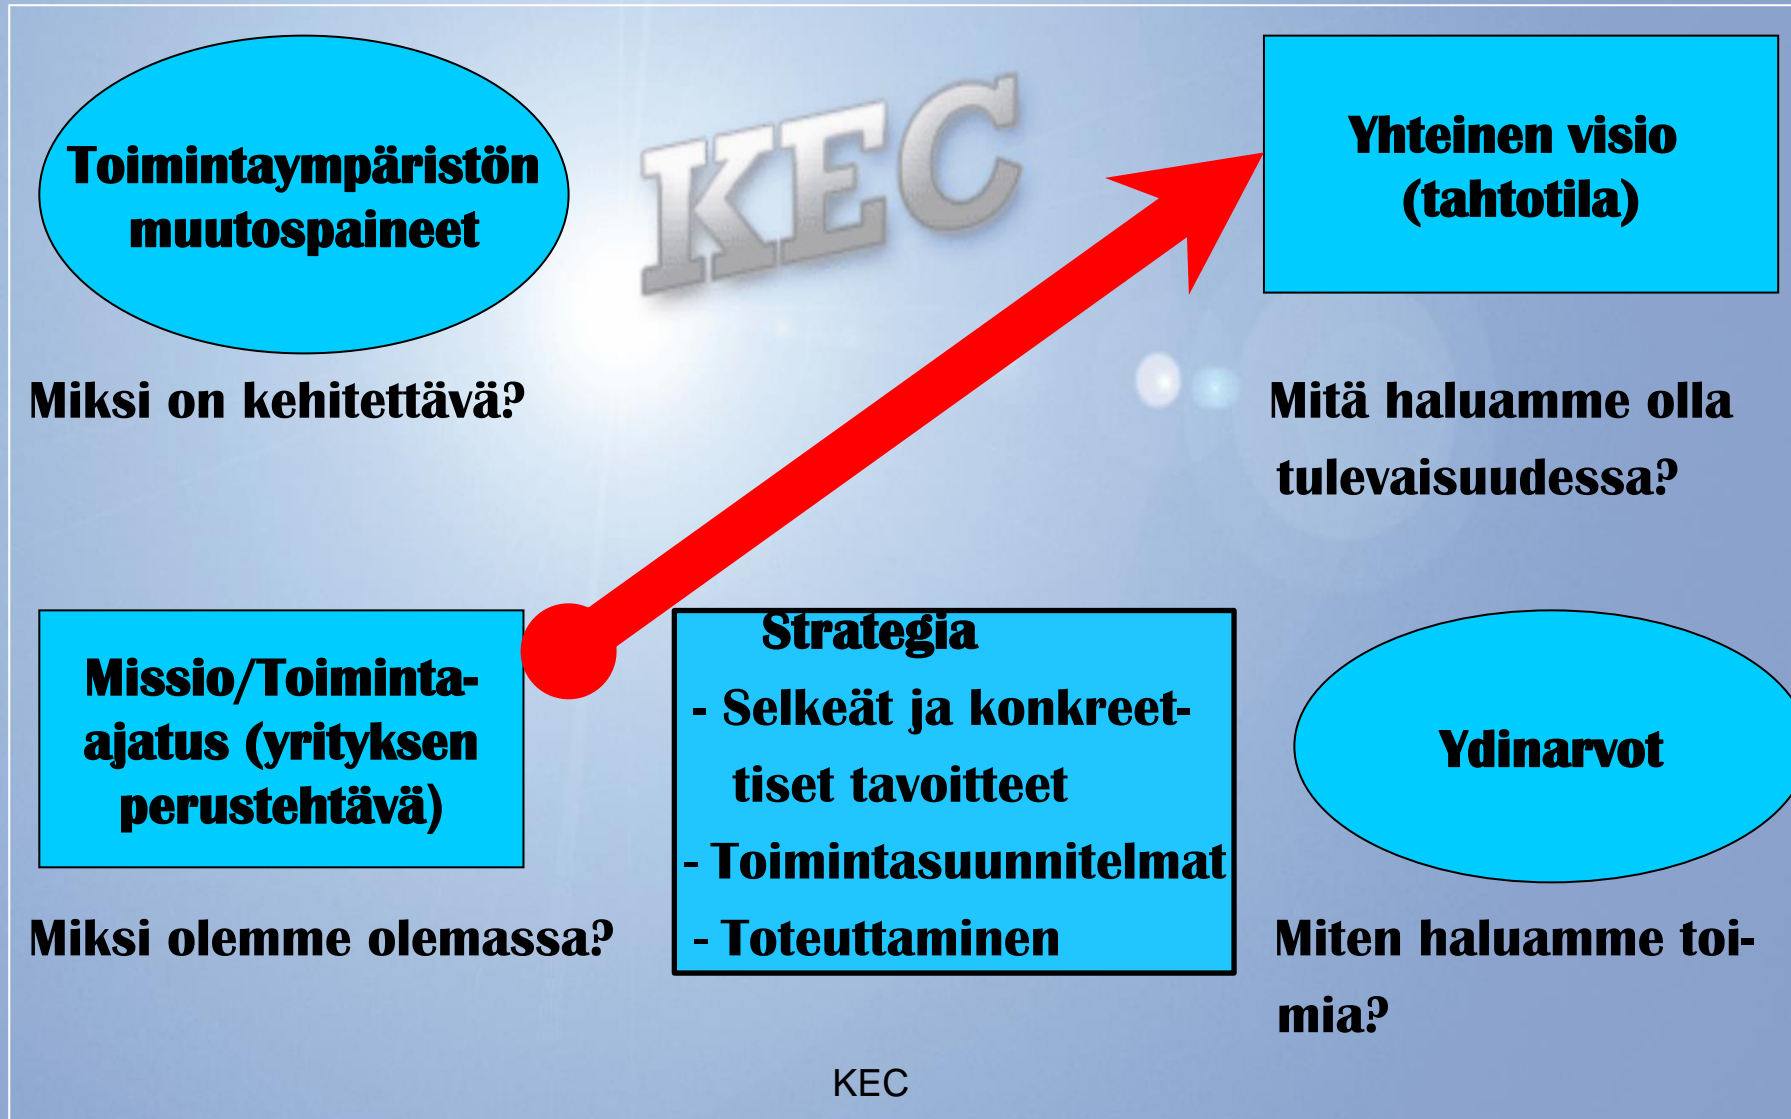 KEC
Toimintaympäristön
muutospaineet
Miksi on kehitettävä?
Yhteinen visio
(tahtotila)
Mitä haluamme olla
tulevaisuudessa?
Missio/Toiminta-
ajatus (yrityksen
perustehtävä)
Miksi olemme olemassa?
Strategia
- Selkeät ja konkreet-
tiset tavoitteet
- Toimintasuunnitelmat
- Toteuttaminen
Ydinarvot
Miten haluamme toi-
mia?
KEC